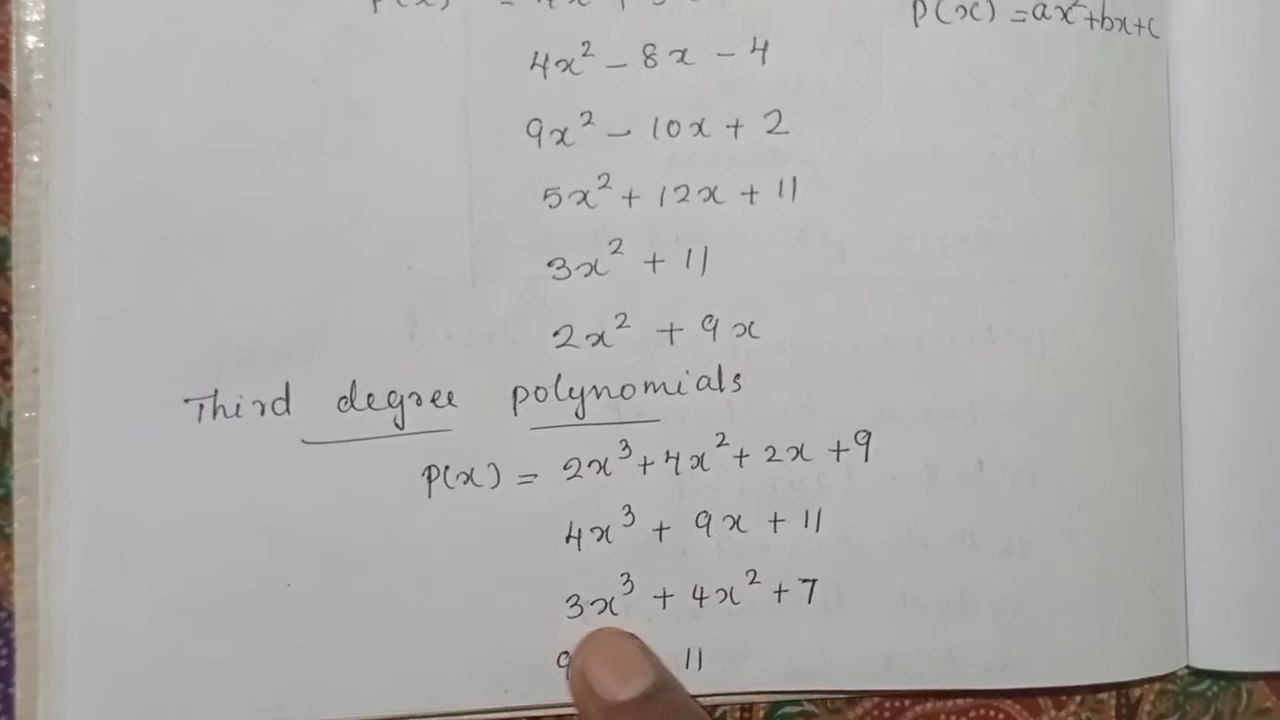 P(x) = ax²+bx+c
4x² - 8x - 4
9x² - 10x + 2
5x² + 12x + 11
3x² + 11
2x² + 9x
Third degree polynomials
P(x) = 2x³+4x²+ 2x +9
4x³ + 9x + 11
3x³ + 4x² + 7
11